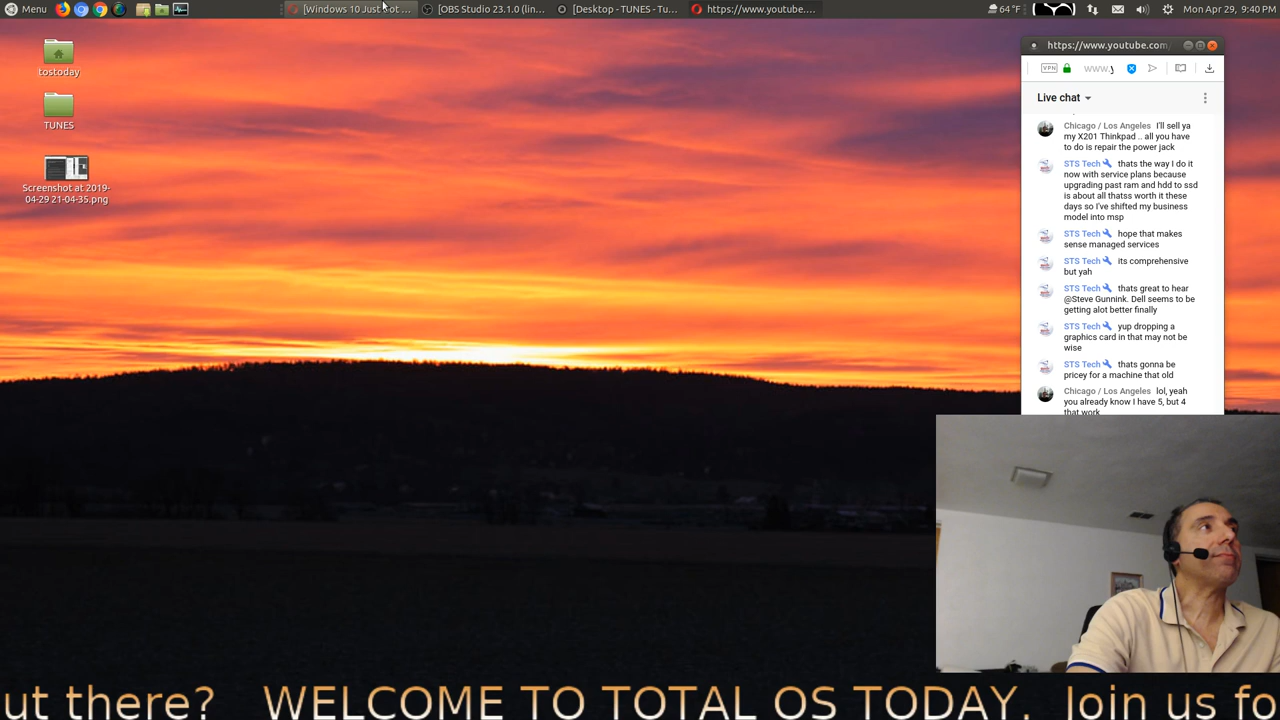 Menu
[Windows 10 Just Got ...
[OBS Studio 23.1.0 (lin...
[Desktop - TUNES - Tu...
https://www.youtube....
64 °F
Mon Apr 29, 9:40 PM
tostoday
TUNES
Screenshot at 2019-
04-29 21-04-35.png
https://www.youtube.com
VPN
www.y
Live chat
Chicago / Los Angeles I'll sell ya
my X201 Thinkpad .. all you have
to do is repair the power jack
STS Tech thats the way I do it
now with service plans because
upgrading past ram and hdd to ssd
is about all thatss worth it these
days so I've shifted my business
model into msp
STS Tech hope that makes
sense managed services
STS Tech its comprehensive
but yah
STS Tech thats great to hear
@Steve Gunnink. Dell seems to be
getting alot better finally
STS Tech yup dropping a
graphics card in that may not be
wise
STS Tech thats gonna be
pricey for a machine that old
Chicago / Los Angeles lol, yeah
you already know I have 5, but 4
that work
ut there? WELCOME TO TOTAL OS TODAY. Join us fo